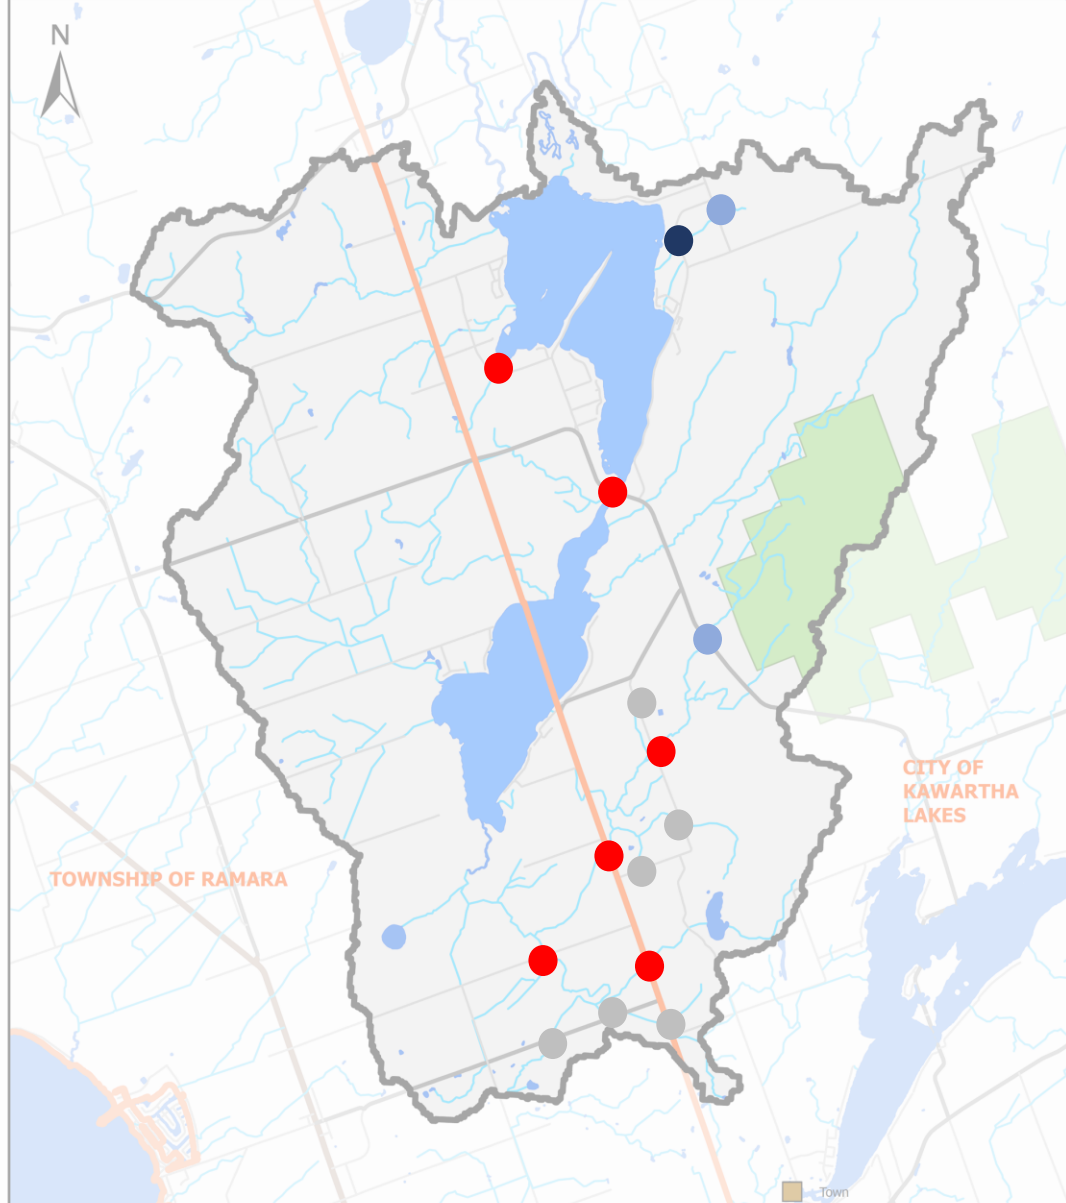 N
CITY OF
KAWARTHA
LAKES
TOWNSHIP OF RAMARA
Town